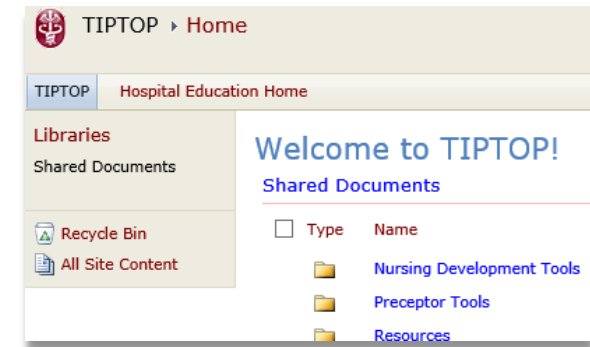 TIPTOP ▸ Home
TIPTOP Hospital Education Home
Libraries
Shared Documents
Recycle Bin
All Site Content
Welcome to TIPTOP!
Shared Documents
Type Name
Nursing Development Tools
Preceptor Tools
Resources